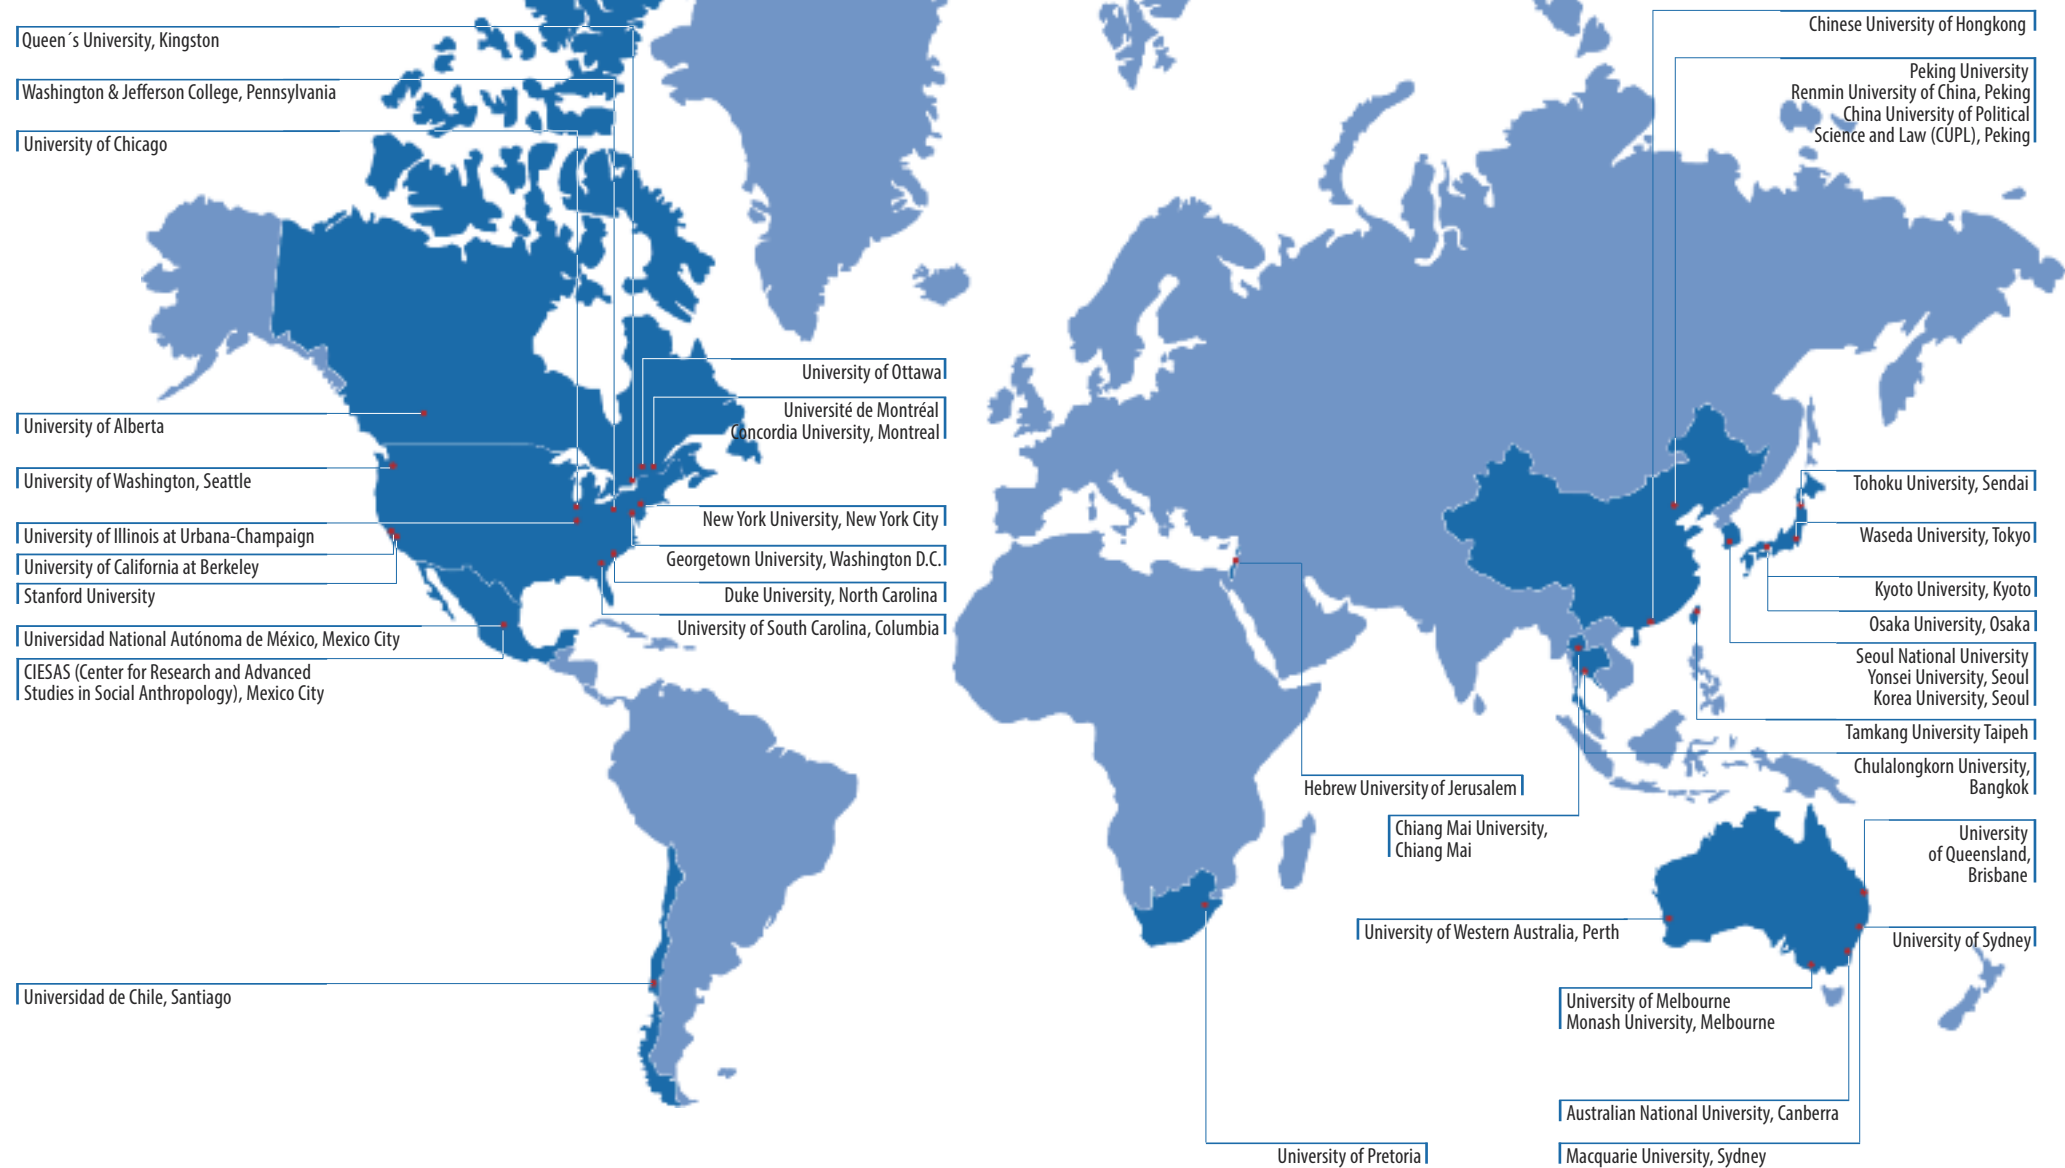 Queen´s University, Kingston
Washington & Jefferson College, Pennsylvania
University of Chicago
University of Alberta
University of Washington, Seattle
University of Illinois at Urbana-Champaign
University of California at Berkeley
Stanford University
Universidad National Autónoma de México, Mexico City
CIESAS (Center for Research and Advanced
Studies in Social Anthropology), Mexico City
Universidad de Chile, Santiago
University of Ottawa
Université de Montréal
Concordia University, Montreal
New York University, New York City
Georgetown University, Washington D.C.
Duke University, North Carolina
University of South Carolina, Columbia
Hebrew University of Jerusalem
Chiang Mai University,
Chiang Mai
University of Western Australia, Perth
University of Pretoria
Chinese University of Hongkong
Peking University
Renmin University of China, Peking
China University of Political
Science and Law (CUPL), Peking
Tohoku University, Sendai
Waseda University, Tokyo
Kyoto University, Kyoto
Osaka University, Osaka
Seoul National University
Yonsei University, Seoul
Korea University, Seoul
Tamkang University Taipeh
Chulalongkorn University,
Bangkok
University
of Queensland,
Brisbane
University of Sydney
University of Melbourne
Monash University, Melbourne
Australian National University, Canberra
Macquarie University, Sydney